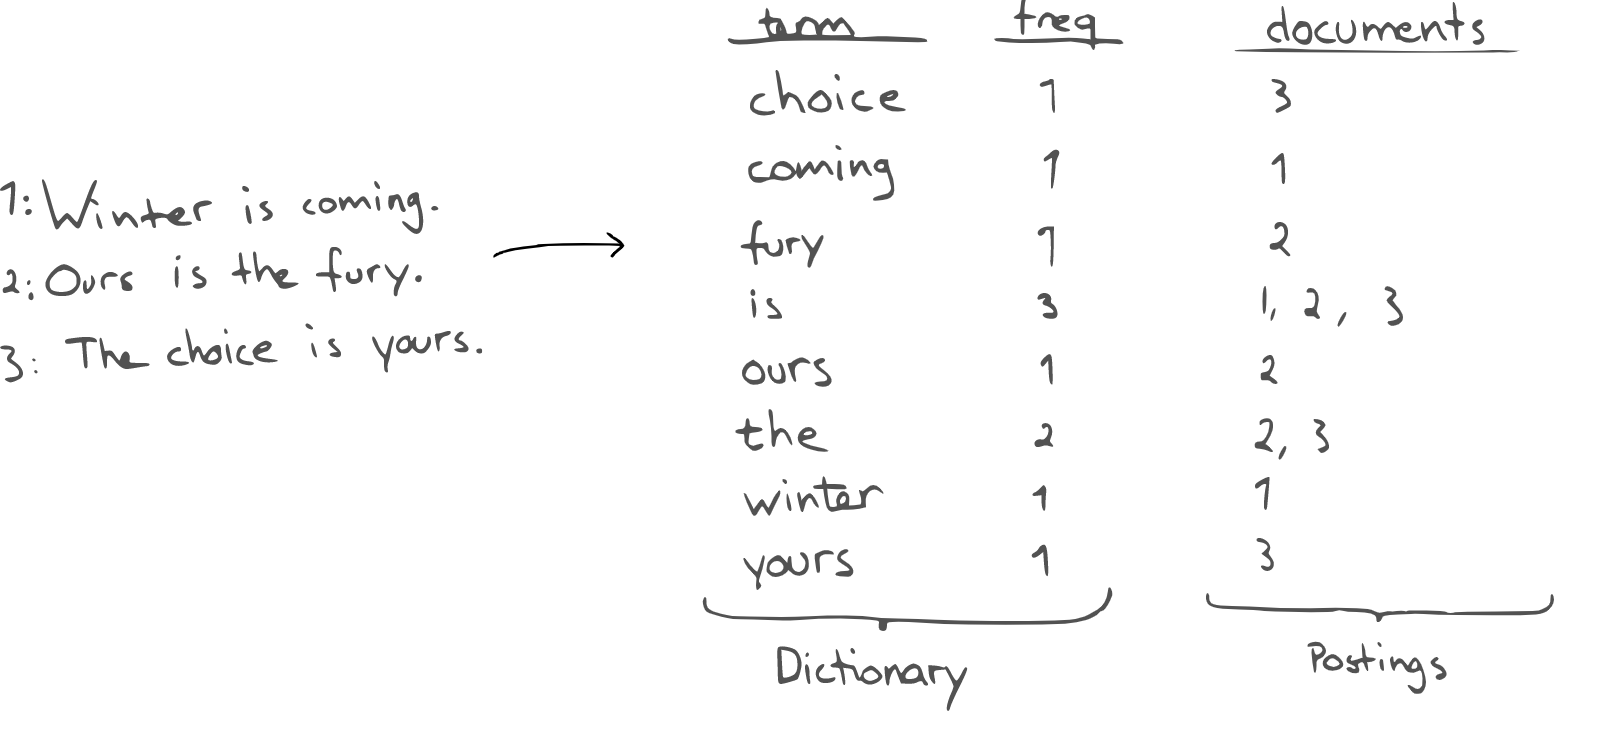 term freq documents
choice 1 3
coming 1 1
fury 1 2
is 3 1, 2, 3
ours 1 2
the 2 2, 3
winter 1 1
yours 1 3
Dictionary Postings
1: Winter is coming.
2: Ours is the fury.
3: The choice is yours.